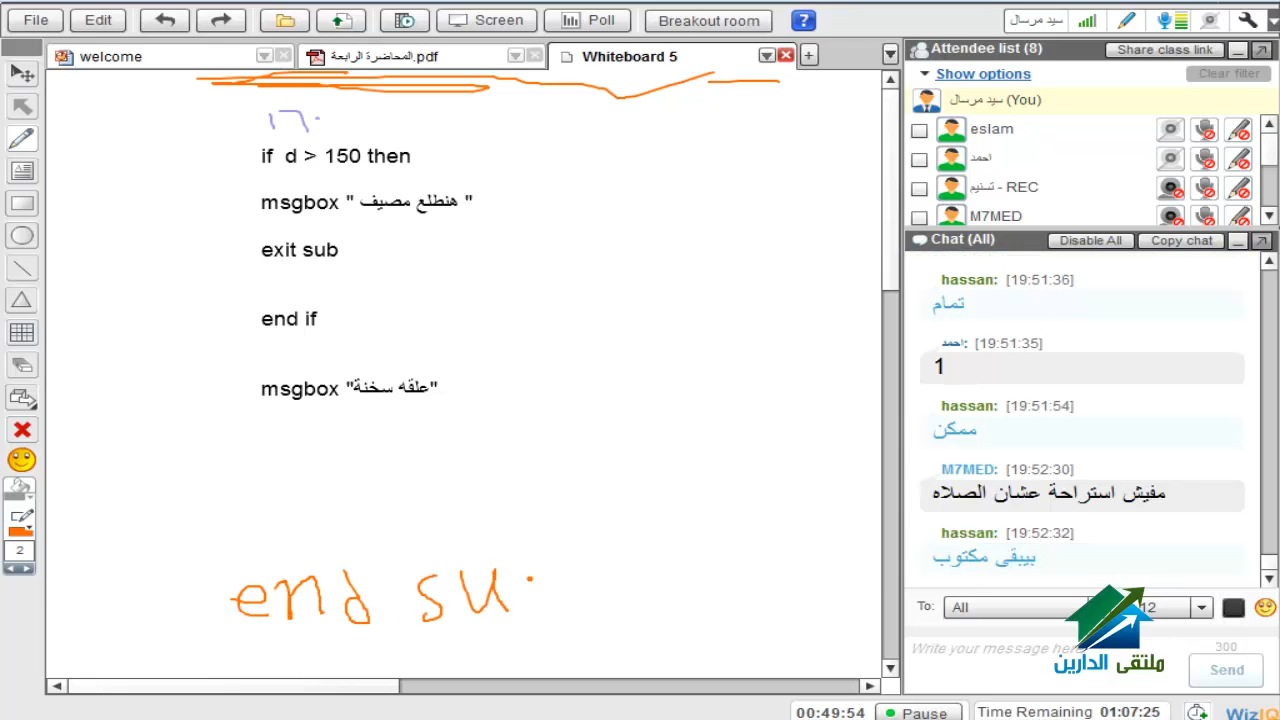 File Edit Screen Poll Breakout room ? سيد مرسال
welcome المحاضرة الرابعة.pdf Whiteboard 5 +
Attendee list (8) Share class link
Show options Clear filter
سيد مرسال (You)
eslam
احمد
تسنيم - REC
M7MED
١٦٠
if d > 150 then
msgbox " هنطلع مصيف "
exit sub
end if
msgbox "علقه سخنة"
end su
2
Chat (All) Disable All Copy chat
hassan: [19:51:36]
تمام
احمد: [19:51:35]
1
hassan: [19:51:54]
ممكن
M7MED: [19:52:30]
مفيش استراحة عشان الصلاه
hassan: [19:52:32]
بيبقى مكتوب
To: All 12
Write your message here 300
Send
ملتقى الدارين
00:49:54 Pause Time Remaining 01:07:25 WizIQ